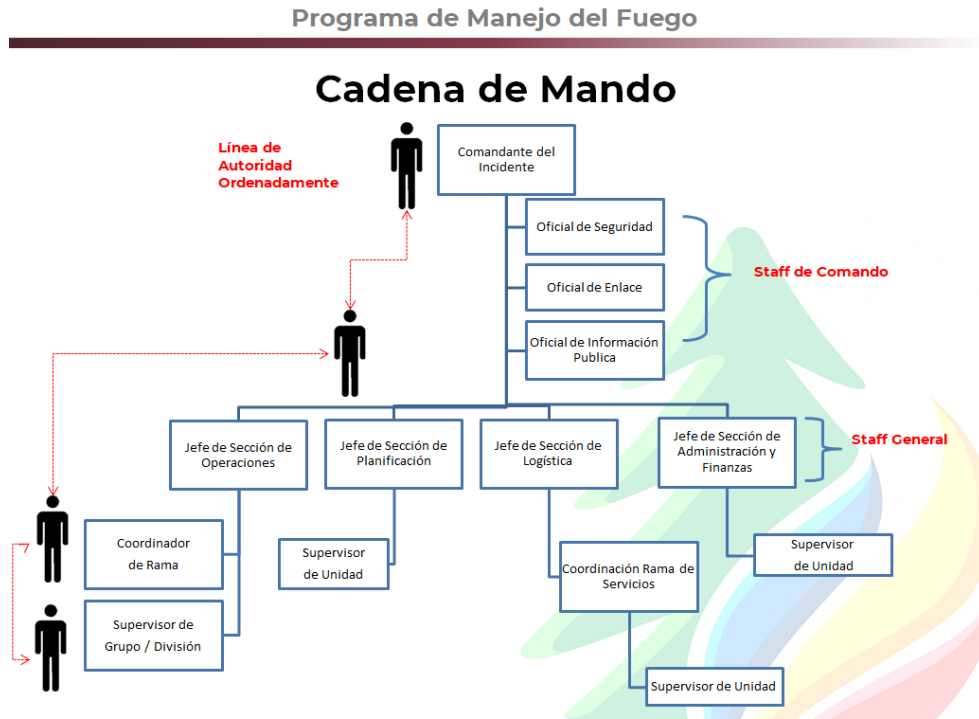 Programa de Manejo del Fuego
Cadena de Mando
Línea de
Autoridad
Ordenadamente
Comandante del
Incidente
Oficial de Seguridad
Staff de Comando
Oficial de Enlace
Oficial de Información
Publica
Jefe de Sección de
Operaciones
Jefe de Sección de
Planificación
Jefe de Sección de
Logística
Jefe de Sección de
Administración y
Finanzas
Staff General
Coordinador
de Rama
Supervisor
de Unidad
Coordinación Rama de
Servicios
Supervisor
de Unidad
Supervisor de
Grupo / División
Supervisor de Unidad